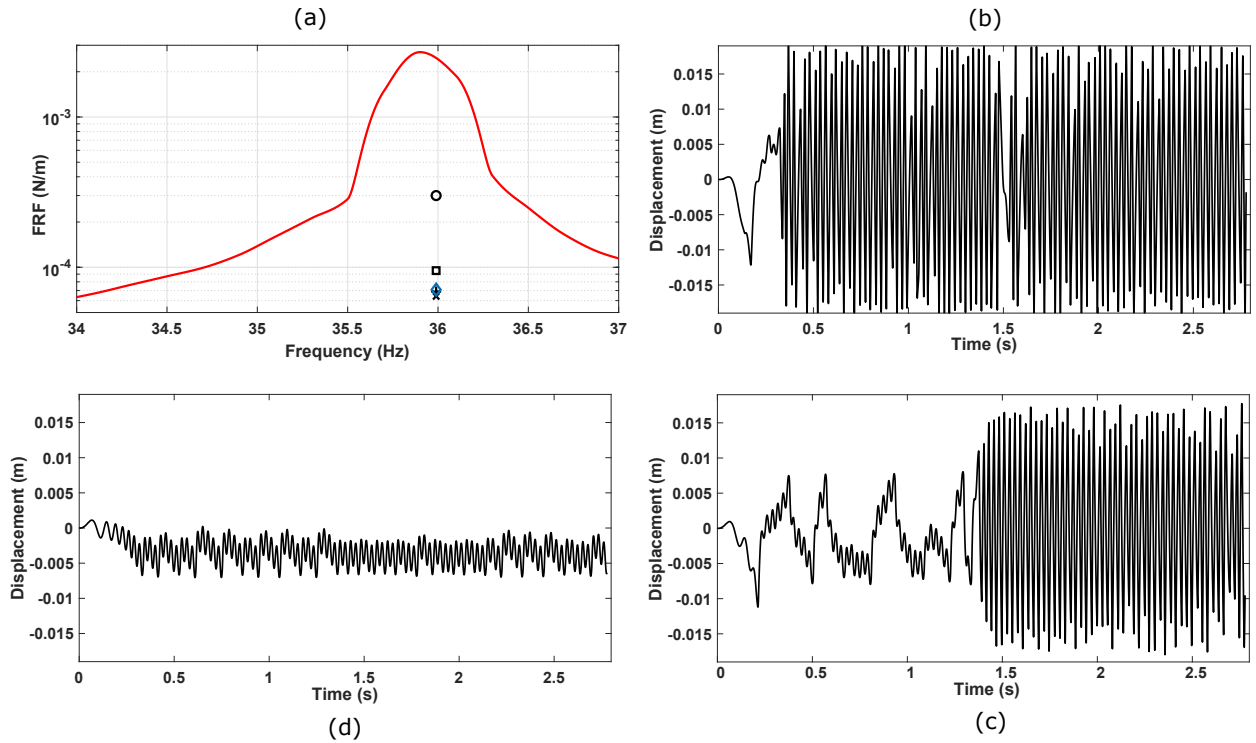 (a)
10^-3
10^-4
FRF (N/m)
34 34.5 35 35.5 36 36.5 37
Frequency (Hz)
(b)
0.015
0.01
0.005
0
-0.005
-0.01
-0.015
Displacement (m)
0 0.5 1 1.5 2 2.5
Time (s)
0.015
0.01
0.005
0
-0.005
-0.01
-0.015
Displacement (m)
0 0.5 1 1.5 2 2.5
Time (s)
(d)
0.015
0.01
0.005
0
-0.005
-0.01
-0.015
Displacement (m)
0 0.5 1 1.5 2 2.5
Time (s)
(c)